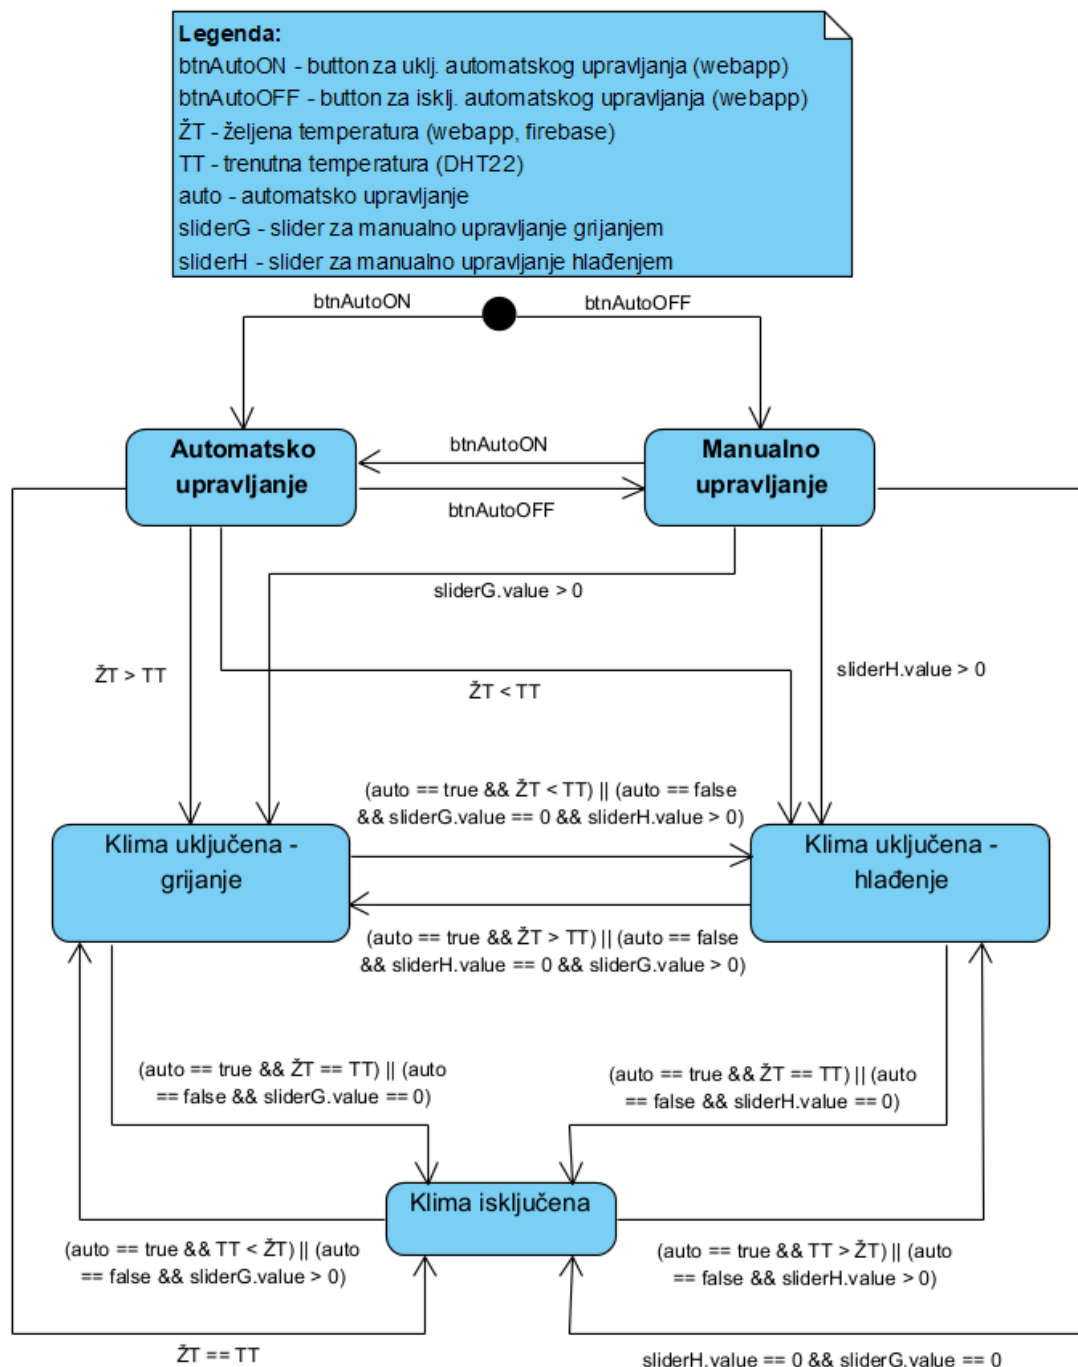 Legenda:
btnAutoON - button za uklj. automatskog upravljanja (webapp)
btnAutoOFF - button za isklj. automatskog upravljanja (webapp)
ŽT - željena temperatura (webapp, firebase)
TT - trenutna temperatura (DHT22)
auto - automatsko upravljanje
sliderG - slider za manualno upravljanje grijanjem
sliderH - slider za manualno upravljanje hlađenjem
btnAutoON
btnAutoOFF
Automatsko
upravljanje
btnAutoON
btnAutoOFF
Manualno
upravljanje
sliderG.value > 0
ŽT > TT
ŽT < TT
sliderH.value > 0
(auto == true && ŽT < TT) || (auto == false
&& sliderG.value == 0 && sliderH.value > 0)
Klima uključena -
grijanje
Klima uključena -
hlađenje
(auto == true && ŽT > TT) || (auto == false
&& sliderH.value == 0 && sliderG.value > 0)
(auto == true && ŽT == TT) || (auto
== false && sliderG.value == 0)
(auto == true && ŽT == TT) || (auto
== false && sliderH.value == 0)
Klima isključena
(auto == true && TT < ŽT) || (auto
== false && sliderG.value > 0)
(auto == true && TT > ŽT) || (auto
== false && sliderH.value > 0)
ŽT == TT
sliderH.value == 0 && sliderG.value == 0